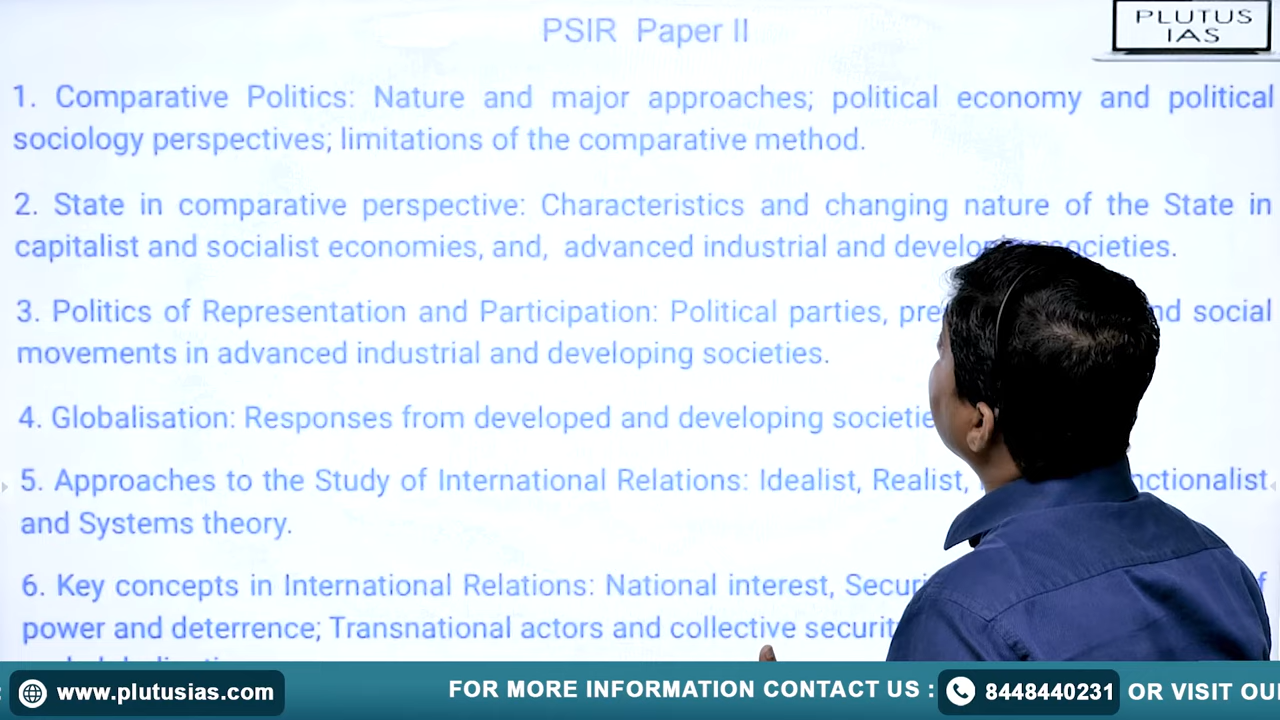 PSIR Paper II
PLUTUS
IAS
1. Comparative Politics: Nature and major approaches; political economy and political
sociology perspectives; limitations of the comparative method.
2. State in comparative perspective: Characteristics and changing nature of the State in
capitalist and socialist economies, and, advanced industrial and developing societies.
3. Politics of Representation and Participation: Political parties, social
movements in advanced industrial and developing societies.
4. Globalisation: Responses from developed and developing
5. Approaches to the Study of International Relations: Idealist, Realist,
and Systems theory.
6. Key concepts in International Relations: National interest,
power and deterrence; Transnational actors and collective
www.plutusias.com
FOR MORE INFORMATION CONTACT US : 8448440231 OR VISIT